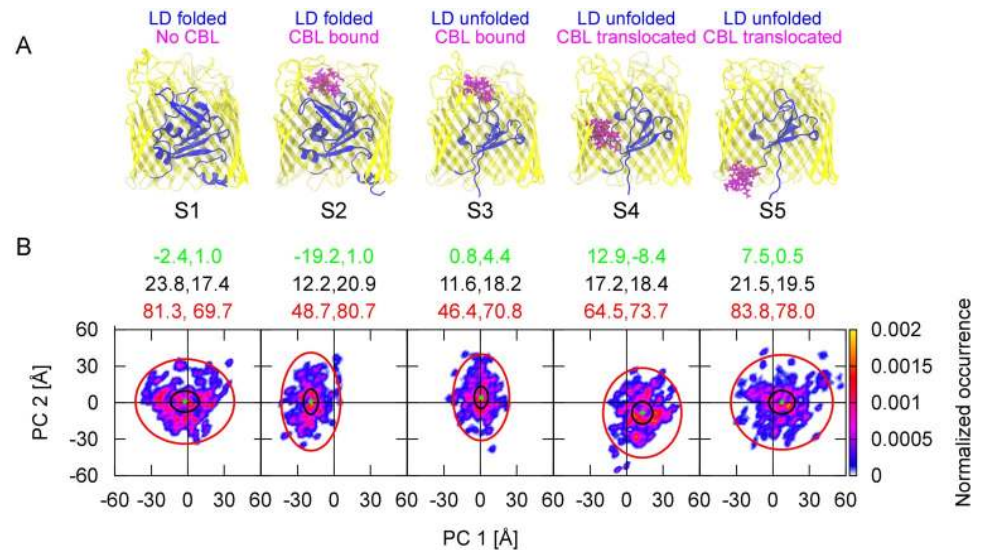 A
LD folded LD folded LD unfolded LD unfolded LD unfolded
No CBL CBL bound CBL bound CBL translocated CBL translocated
S1 S2 S3 S4 S5
B
-2.4,1.0 -19.2,1.0 0.8,4.4 12.9,-8.4 7.5,0.5
23.8,17.4 12.2,20.9 11.6,18.2 17.2,18.4 21.5,19.5
81.3, 69.7 48.7,80.7 46.4,70.8 64.5,73.7 83.8,78.0
PC 2 [Å]
60
30
0
-30
-60
-60 -30 0 30 -30 0 30 -30 0 30 -30 0 30 -30 0 30 60
PC 1 [Å]
0.002
0.0015
0.001
0.0005
0
Normalized occurrence